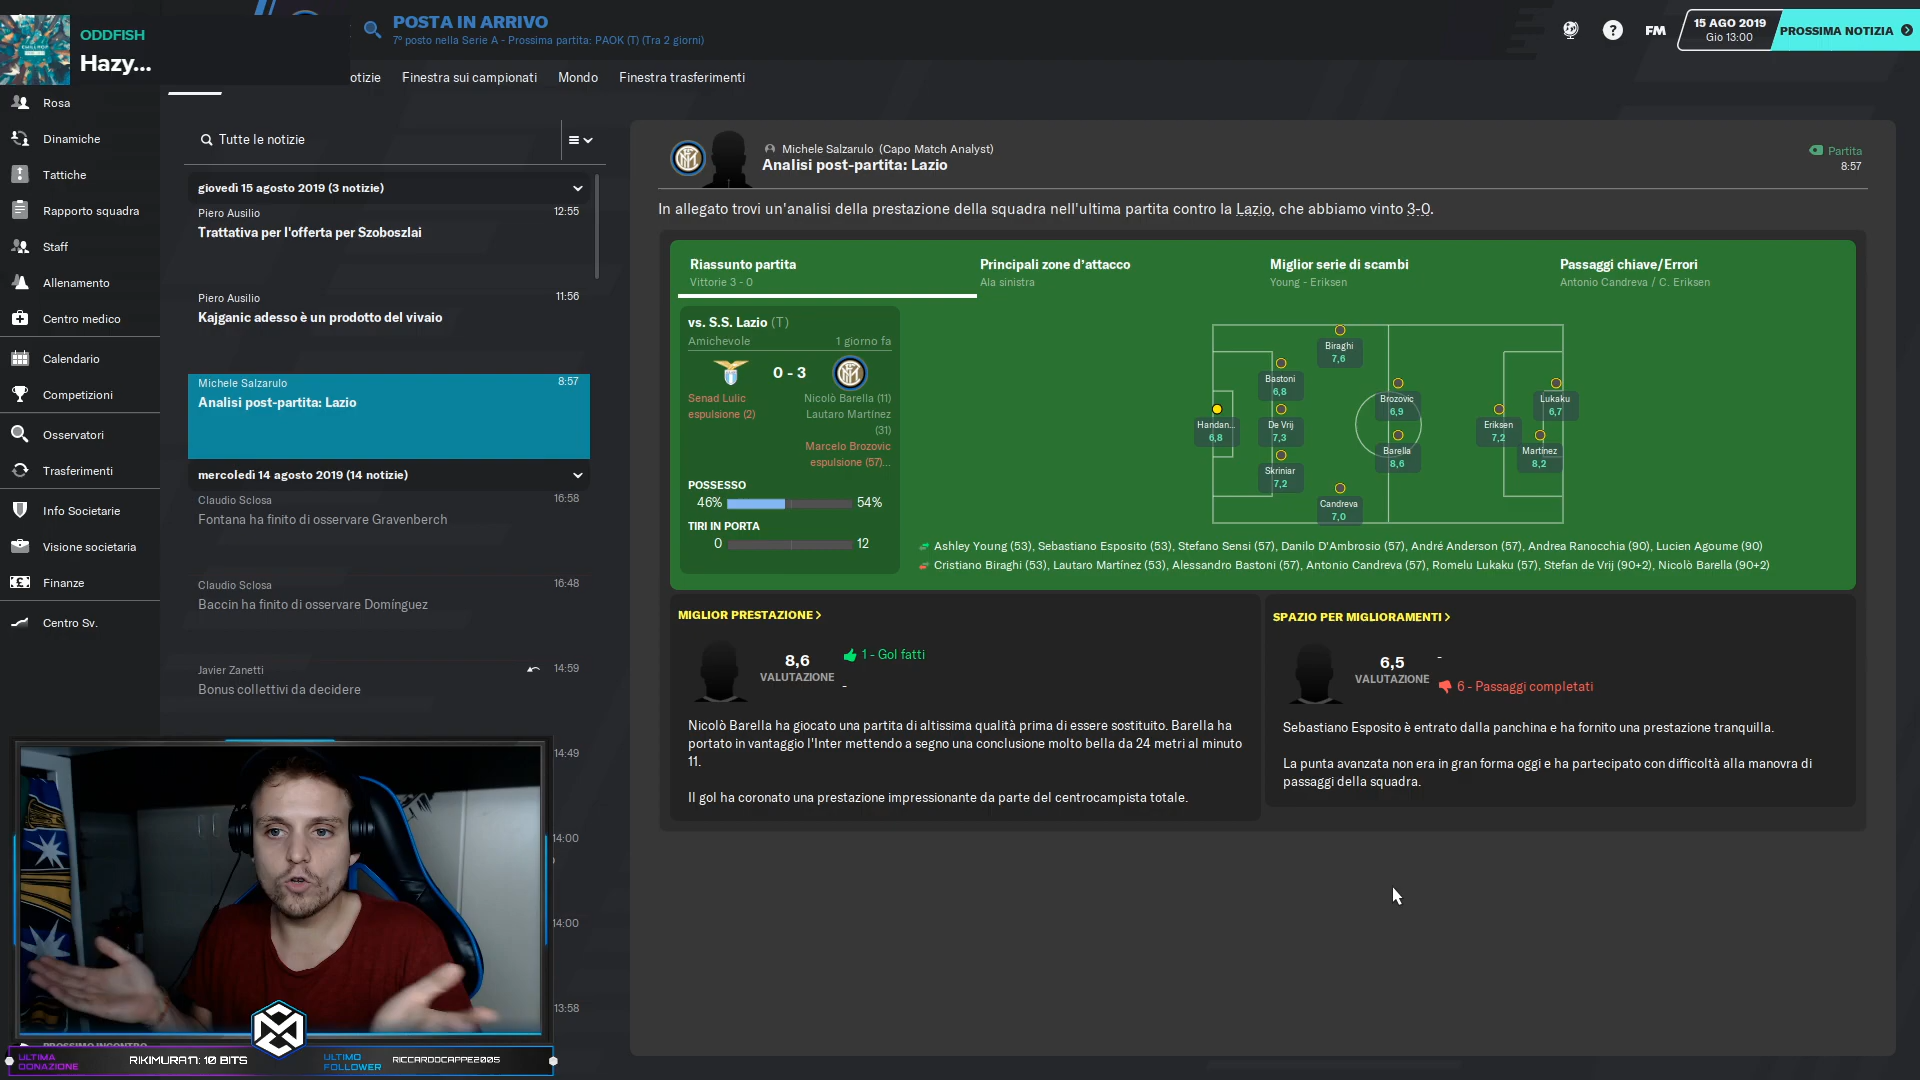 ODDFISH
Hazy...
POSTA IN ARRIVO
7° posto nella Serie A - Prossima partita: PAOK (T) (Tra 2 giorni)
FM
15 AGO 2019
Gio 13:00
PROSSIMA NOTIZIA
otizie
Finestra sui campionati
Mondo
Finestra trasferimenti
Rosa
Dinamiche
Tattiche
Rapporto squadra
Staff
Allenamento
Centro medico
Calendario
Competizioni
Osservatori
Trasferimenti
Info Societarie
Visione societaria
Finanze
Centro Sv.
Tutte le notizie
giovedì 15 agosto 2019 (3 notizie)
Piero Ausilio 12:55
Trattativa per l'offerta per Szoboszlai
Piero Ausilio 11:56
Kajganic adesso è un prodotto del vivaio
Michele Salzarulo 8:57
Analisi post-partita: Lazio
mercoledì 14 agosto 2019 (14 notizie)
Claudio Sclosa 16:58
Fontana ha finito di osservare Gravenberch
Claudio Sclosa 16:48
Baccin ha finito di osservare Domínguez
Javier Zanetti 14:59
Bonus collettivi da decidere
14:49
14:00
14:00
13:58
Michele Salzarulo (Capo Match Analyst)
Analisi post-partita: Lazio
Partita
8:57
In allegato trovi un'analisi della prestazione della squadra nell'ultima partita contro la Lazio, che abbiamo vinto 3-0.
Riassunto partita
Vittorie 3 - 0
Principali zone d'attacco
Ala sinistra
Miglior serie di scambi
Young - Eriksen
Passaggi chiave/Errori
Antonio Candreva / C. Eriksen
vs. S.S. Lazio (T)
Amichevole 1 giorno fa
0 - 3
Senad Lulic
espulsione (2)
Nicolò Barella (11)
Lautaro Martínez
(31)
Marcelo Brozovic
espulsione (57)...
POSSESSO
46% 54%
TIRI IN PORTA
0 12
Biraghi
7,6
Bastoni
6,8
Brozovic
6,9
Lukaku
6,7
Handan...
6,8
De Vrij
7,3
Eriksen
7,2
Barella
8,6
Martínez
8,2
Skriniar
7,2
Candreva
7,0
Ashley Young (53), Sebastiano Esposito (53), Stefano Sensi (57), Danilo D'Ambrosio (57), André Anderson (57), Andrea Ranocchia (90), Lucien Agoume (90)
Cristiano Biraghi (53), Lautaro Martínez (53), Alessandro Bastoni (57), Antonio Candreva (57), Romelu Lukaku (57), Stefan de Vrij (90+2), Nicolò Barella (90+2)
MIGLIOR PRESTAZIONE
8,6
VALUTAZIONE
1 - Gol fatti
-
Nicolò Barella ha giocato una partita di altissima qualità prima di essere sostituito. Barella ha
portato in vantaggio l'Inter mettendo a segno una conclusione molto bella da 24 metri al minuto
11.
Il gol ha coronato una prestazione impressionante da parte del centrocampista totale.
SPAZIO PER MIGLIORAMENTI
6,5
VALUTAZIONE
-
6 - Passaggi completati
Sebastiano Esposito è entrato dalla panchina e ha fornito una prestazione tranquilla.
La punta avanzata non era in gran forma oggi e ha partecipato con difficoltà alla manovra di
passaggi della squadra.
ULTIMA
DONAZIONE
RIKIMURA17: 10 BITS
ULTIMO
FOLLOWER
RICCARDOCAPPE2005